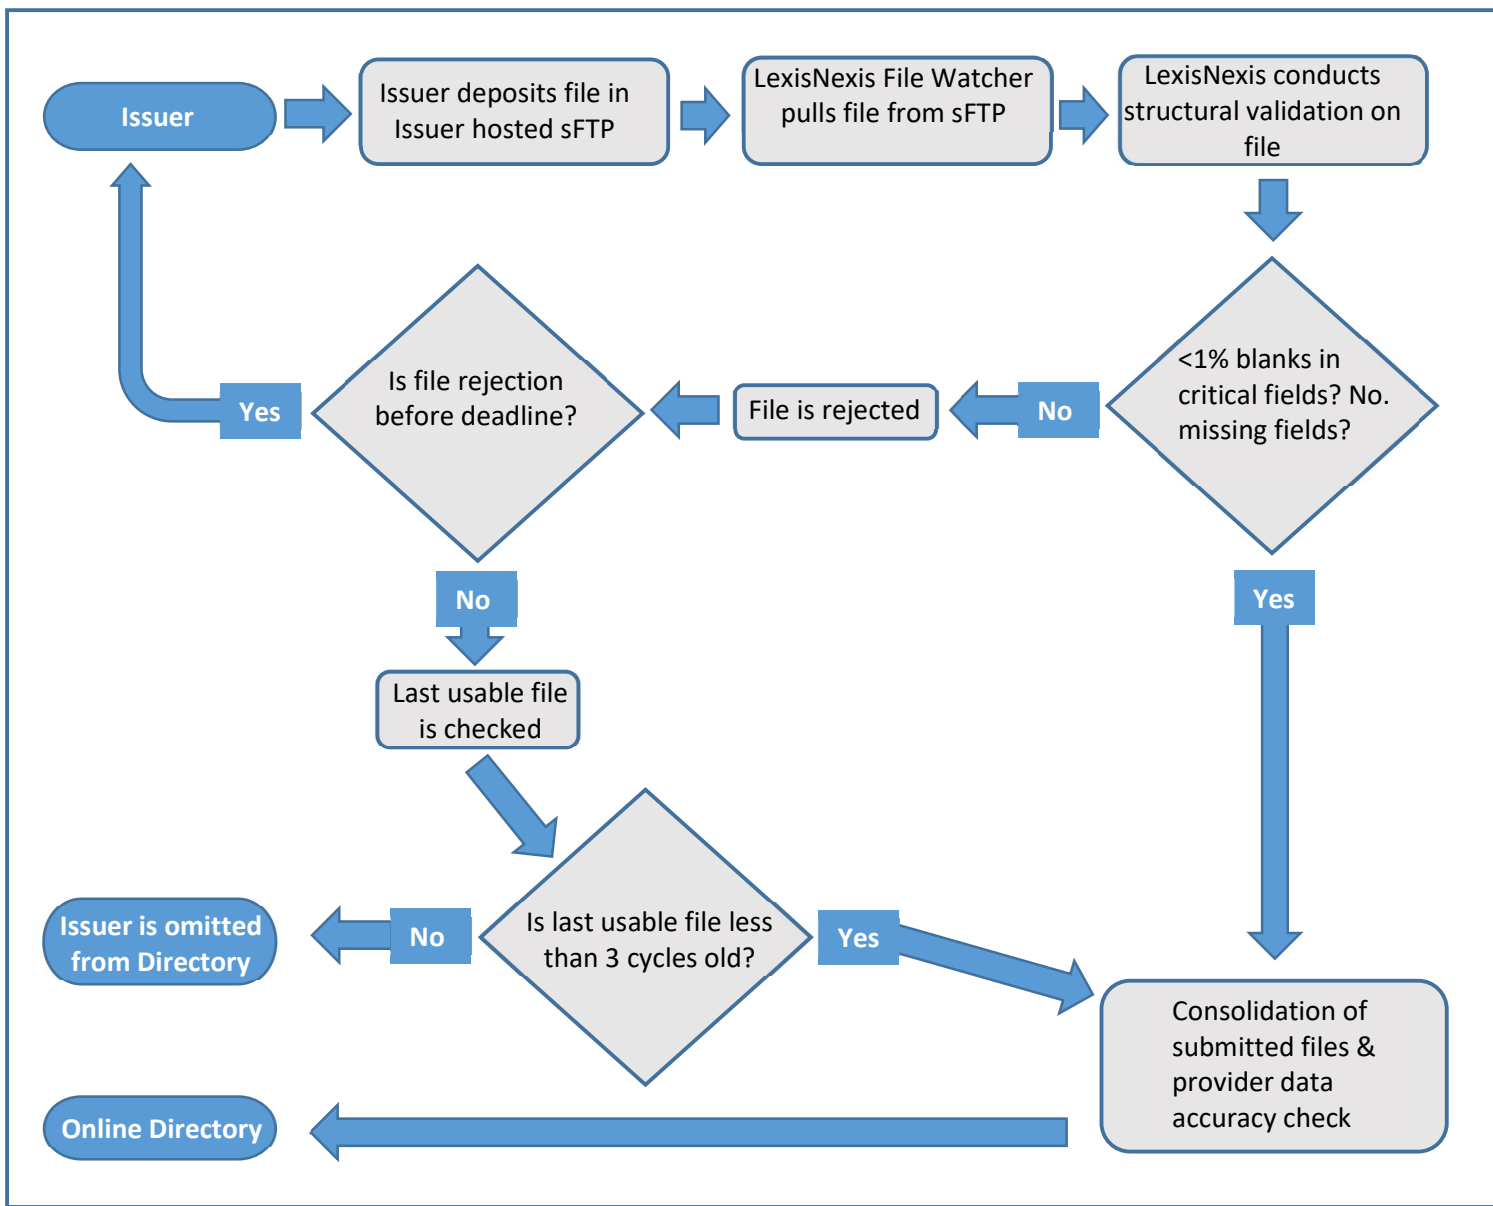 Issuer
Issuer deposits file in
Issuer hosted sFTP
LexisNexis File Watcher
pulls file from sFTP
LexisNexis conducts
structural validation on
file
<1% blanks in
critical fields? No.
missing fields?
No
File is rejected
Is file rejection
before deadline?
Yes
No
Yes
Last usable file
is checked
Is last usable file less
than 3 cycles old?
No
Yes
Issuer is omitted
from Directory
Consolidation of
submitted files &
provider data
accuracy check
Online Directory